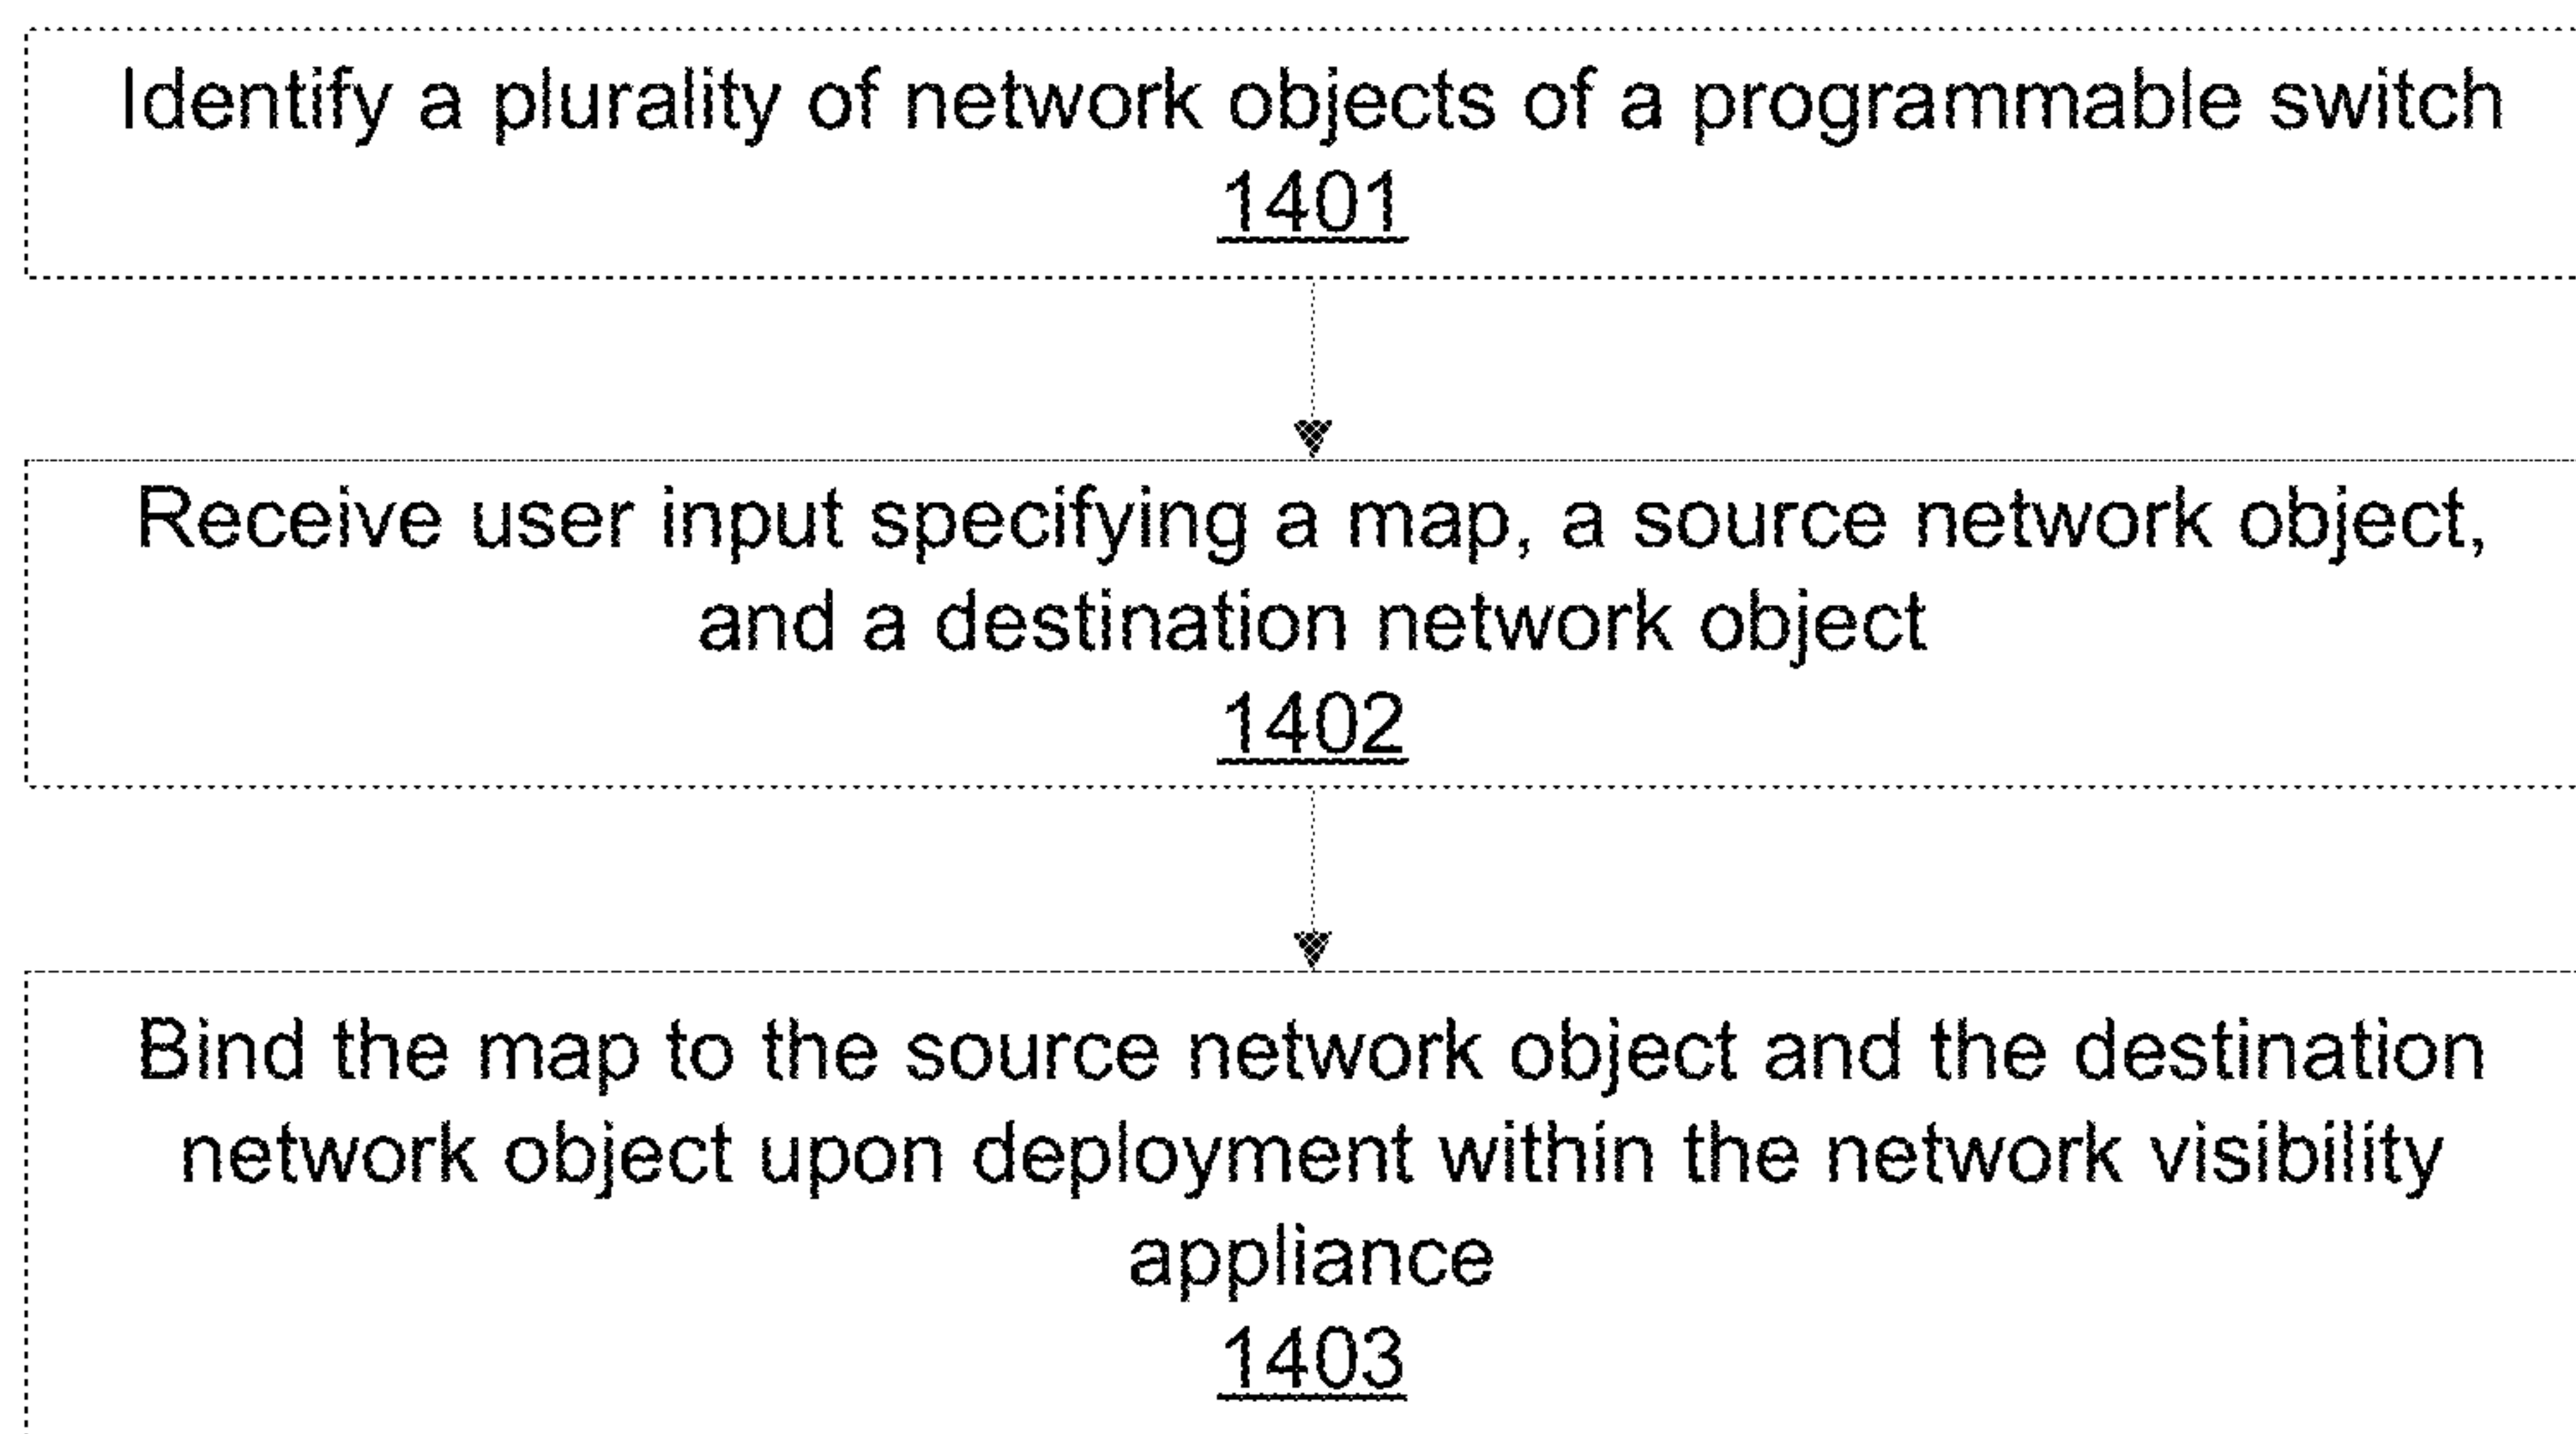 Identify a plurality of network objects of a programmable switch
1401
Receive user input specifying a map, a source network object,
and a destination network object
1402
Bind the map to the source network object and the destination
network object upon deployment within the network visibility
appliance
1403